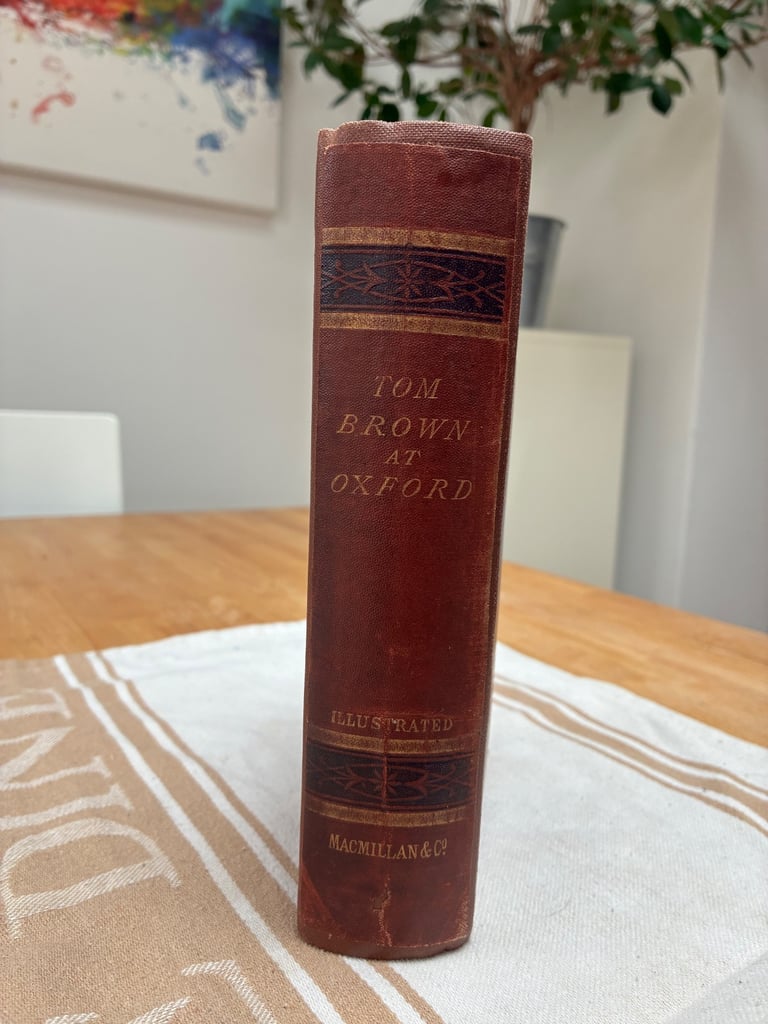 TOM
BROWN
AT
OXFORD
ILLUSTRATED
MACMILLAN & Cº